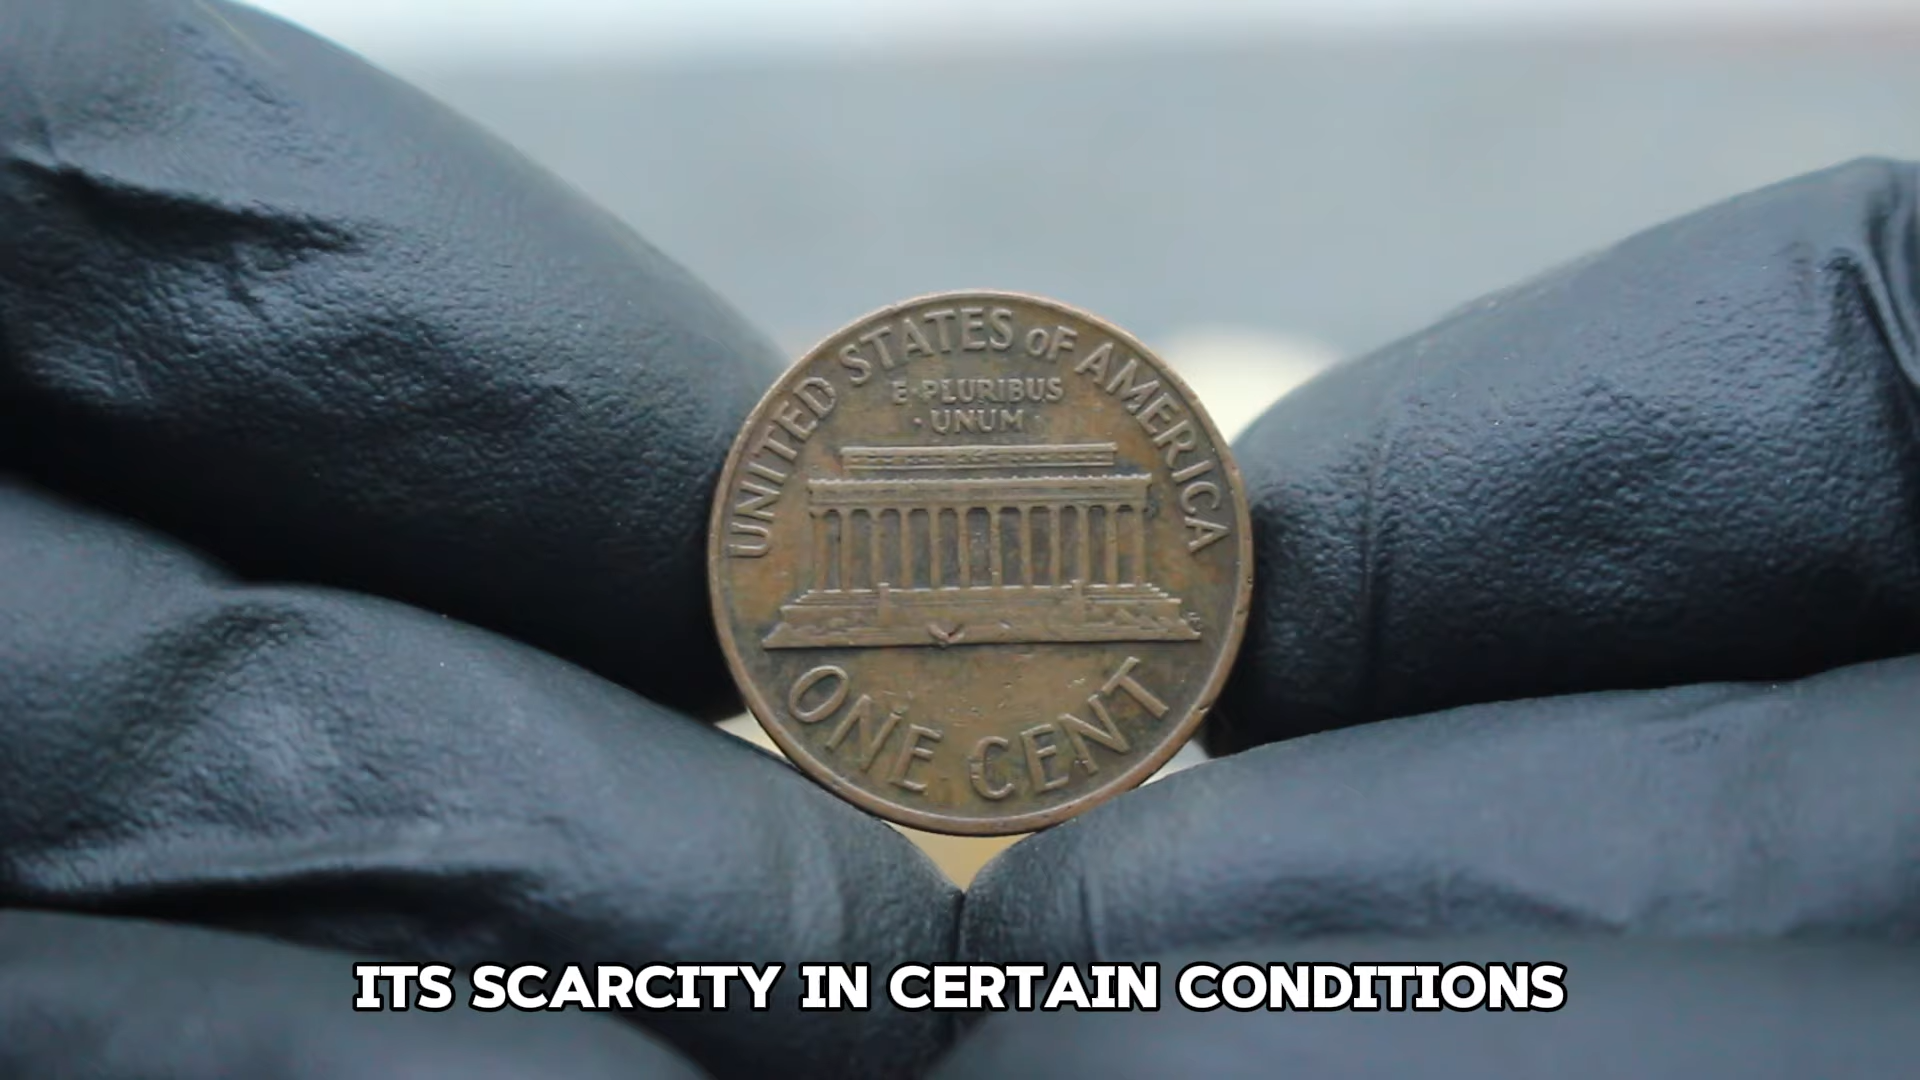 UNITED STATES OF AMERICA
E·PLURIBUS
·UNUM·
ONE CENT
ITS SCARCITY IN CERTAIN CONDITIONS